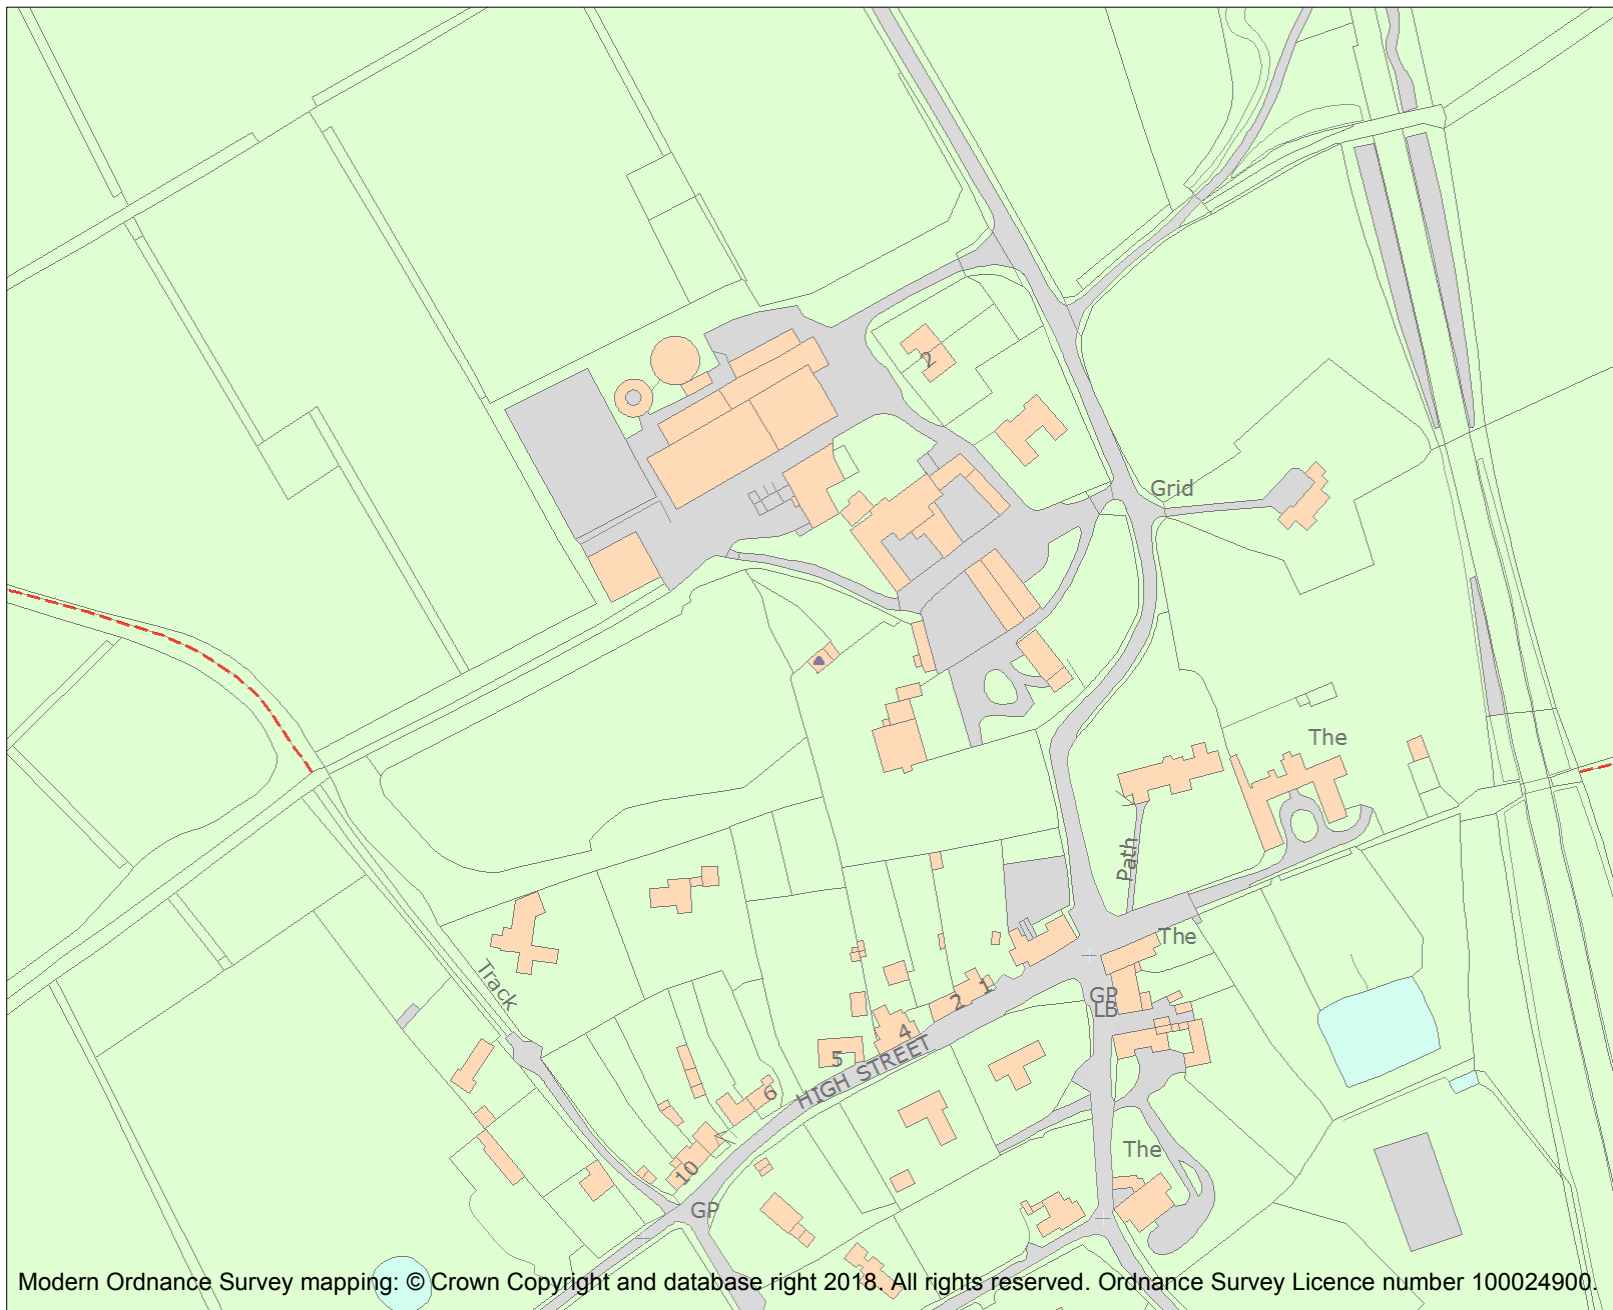 2
Grid
The
Path
The
GP
LB
1
2
4
HIGH STREET
5
6
7
10
Track
The
GP
Modern Ordnance Survey mapping: © Crown Copyright and database right 2018. All rights reserved. Ordnance Survey Licence number 100024900.